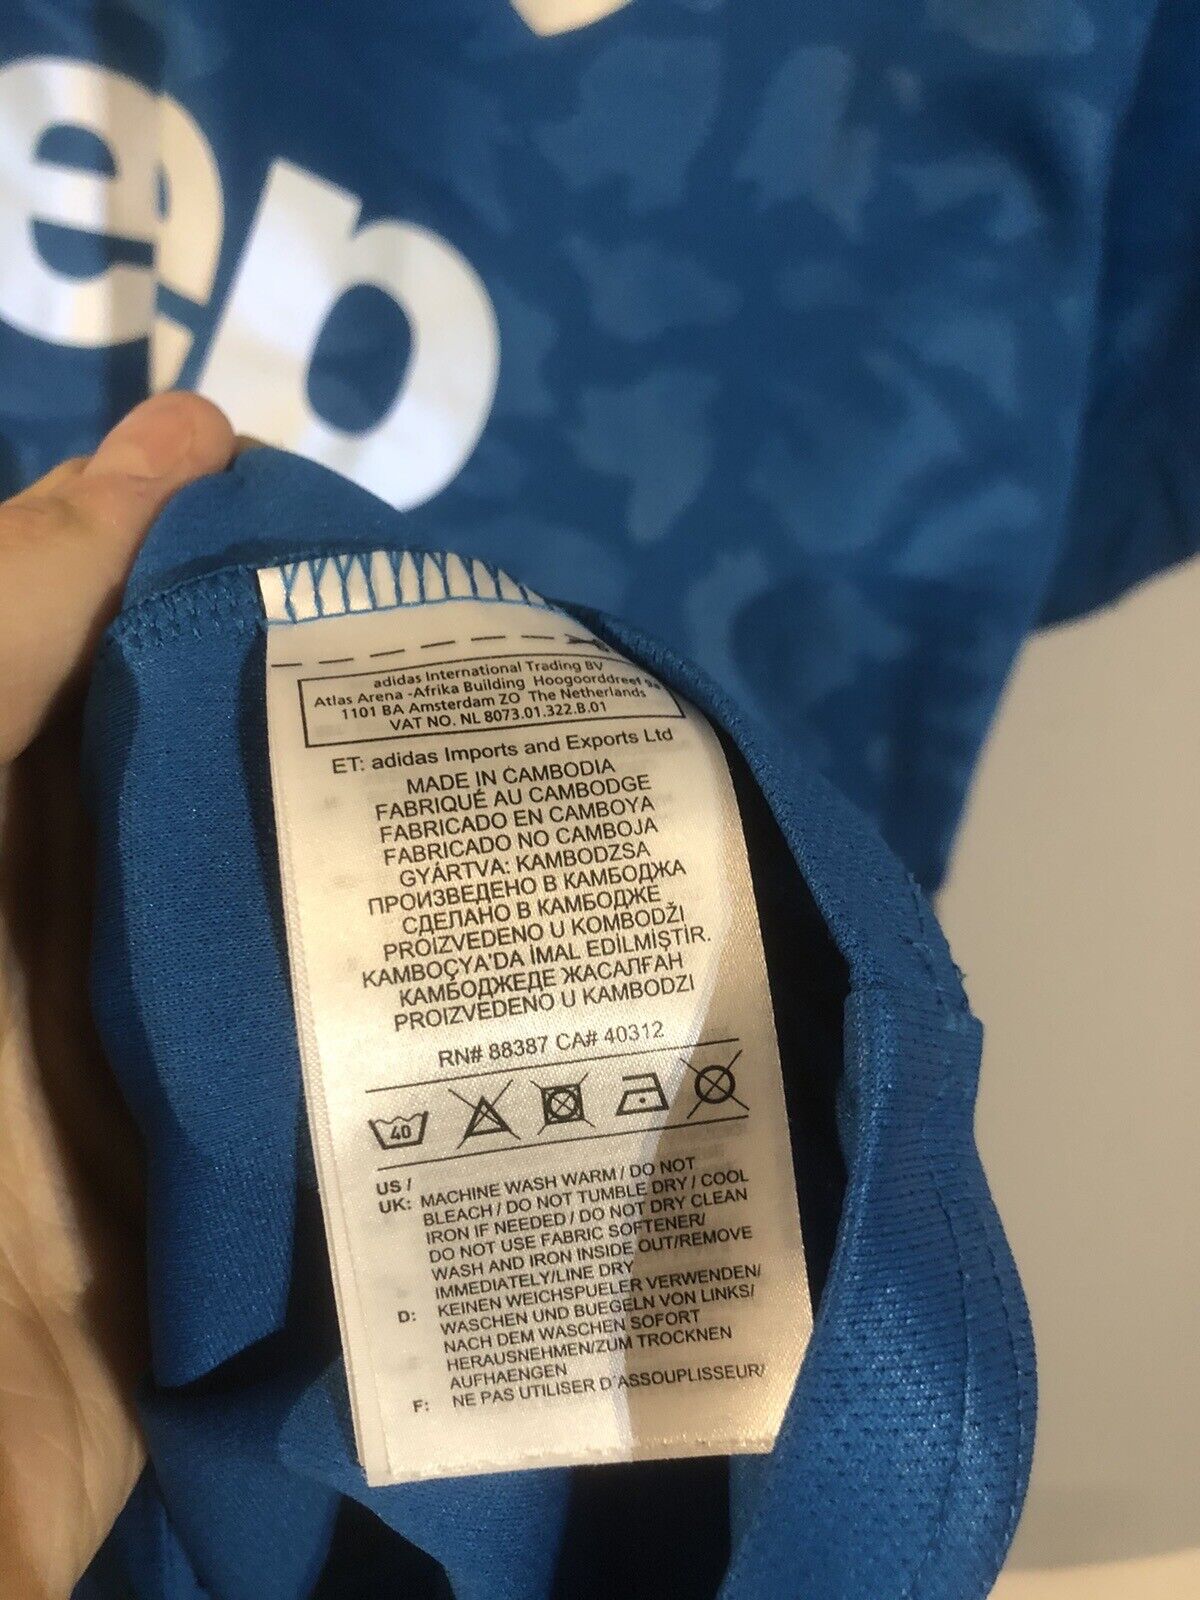 ep
adidas International Trading BV
Atlas Arena -Afrika Building Hoogoorddreef 9a
1101 BA Amsterdam ZO The Netherlands
VAT NO. NL 8073.01.322.B.01
ET: adidas Imports and Exports Ltd
MADE IN CAMBODIA
FABRIQUÉ AU CAMBODGE
FABRICADO EN CAMBOYA
FABRICADO NO CAMBOJA
GYÁRTVA: KAMBODZSA
ПРОИЗВЕДЕНО В КАМБОДЖА
СДЕЛАНО В КАМБОДЖЕ
PROIZVEDENO U KOMBODŽI
KAMBOÇYA'DA İMAL EDİLMİŞTİR.
КАМБОДЖЕДЕ ЖАСАЛҒАН
PROIZVEDENO U KAMBODZI
RN# 88387 CA# 40312
40
US /
UK: MACHINE WASH WARM / DO NOT
BLEACH / DO NOT TUMBLE DRY / COOL
IRON IF NEEDED / DO NOT DRY CLEAN
DO NOT USE FABRIC SOFTENER/
WASH AND IRON INSIDE OUT/REMOVE
IMMEDIATELY/LINE DRY
D: KEINEN WEICHSPUELER VERWENDEN/
WASCHEN UND BUEGELN VON LINKS/
NACH DEM WASCHEN SOFORT
HERAUSNEHMEN/ZUM TROCKNEN
AUFHAENGEN
F: NE PAS UTILISER D'ASSOUPLISSEUR/